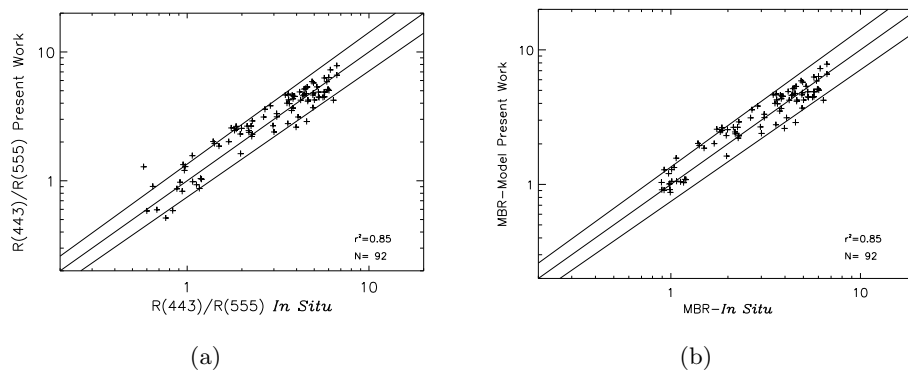 R(443)/R(555) Present Work
10
1
r²=0.85
N= 92
1
10
R(443)/R(555) In Situ
(a)
MBR-Model Present Work
10
1
r²=0.85
N= 92
1
10
MBR-In Situ
(b)